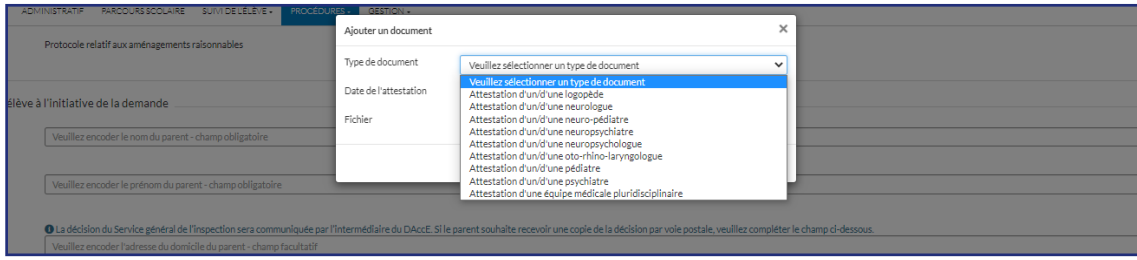 ADMINISTRATIF PARCOURS SCOLAIRE SUIVI DE L'ÉLÈVE PROCÉDURES GESTION
Ajouter un document ×
Protocole relatif aux aménagements raisonnables
Type de document
Veuillez sélectionner un type de document
Veuillez sélectionner un type de document
Date de l'attestation
Attestation d'un/d'une logopède
élève à l'initiative de la demande
Attestation d'un/d'une neurologue
Fichier
Attestation d'un/d'une neuro-pédiatre
Attestation d'un/d'une neuropsychiatre
Veuillez encoder le nom du parent - champ obligatoire
Attestation d'un/d'une neuropsychologue
Attestation d'un/d'une oto-rhino-laryngologue
Attestation d'un/d'une pédiatre
Attestation d'un/d'une psychiatre
Veuillez encoder le prénom du parent - champ obligatoire
Attestation d'une équipe médicale pluridisciplinaire
La décision du Service général de l'inspection sera communiquée par l'intermédiaire du DAccE. Si le parent souhaite recevoir une copie de la décision par voie postale, veuillez compléter le champ ci-dessous.
Veuillez encoder l'adresse du domicile du parent - champ facultatif